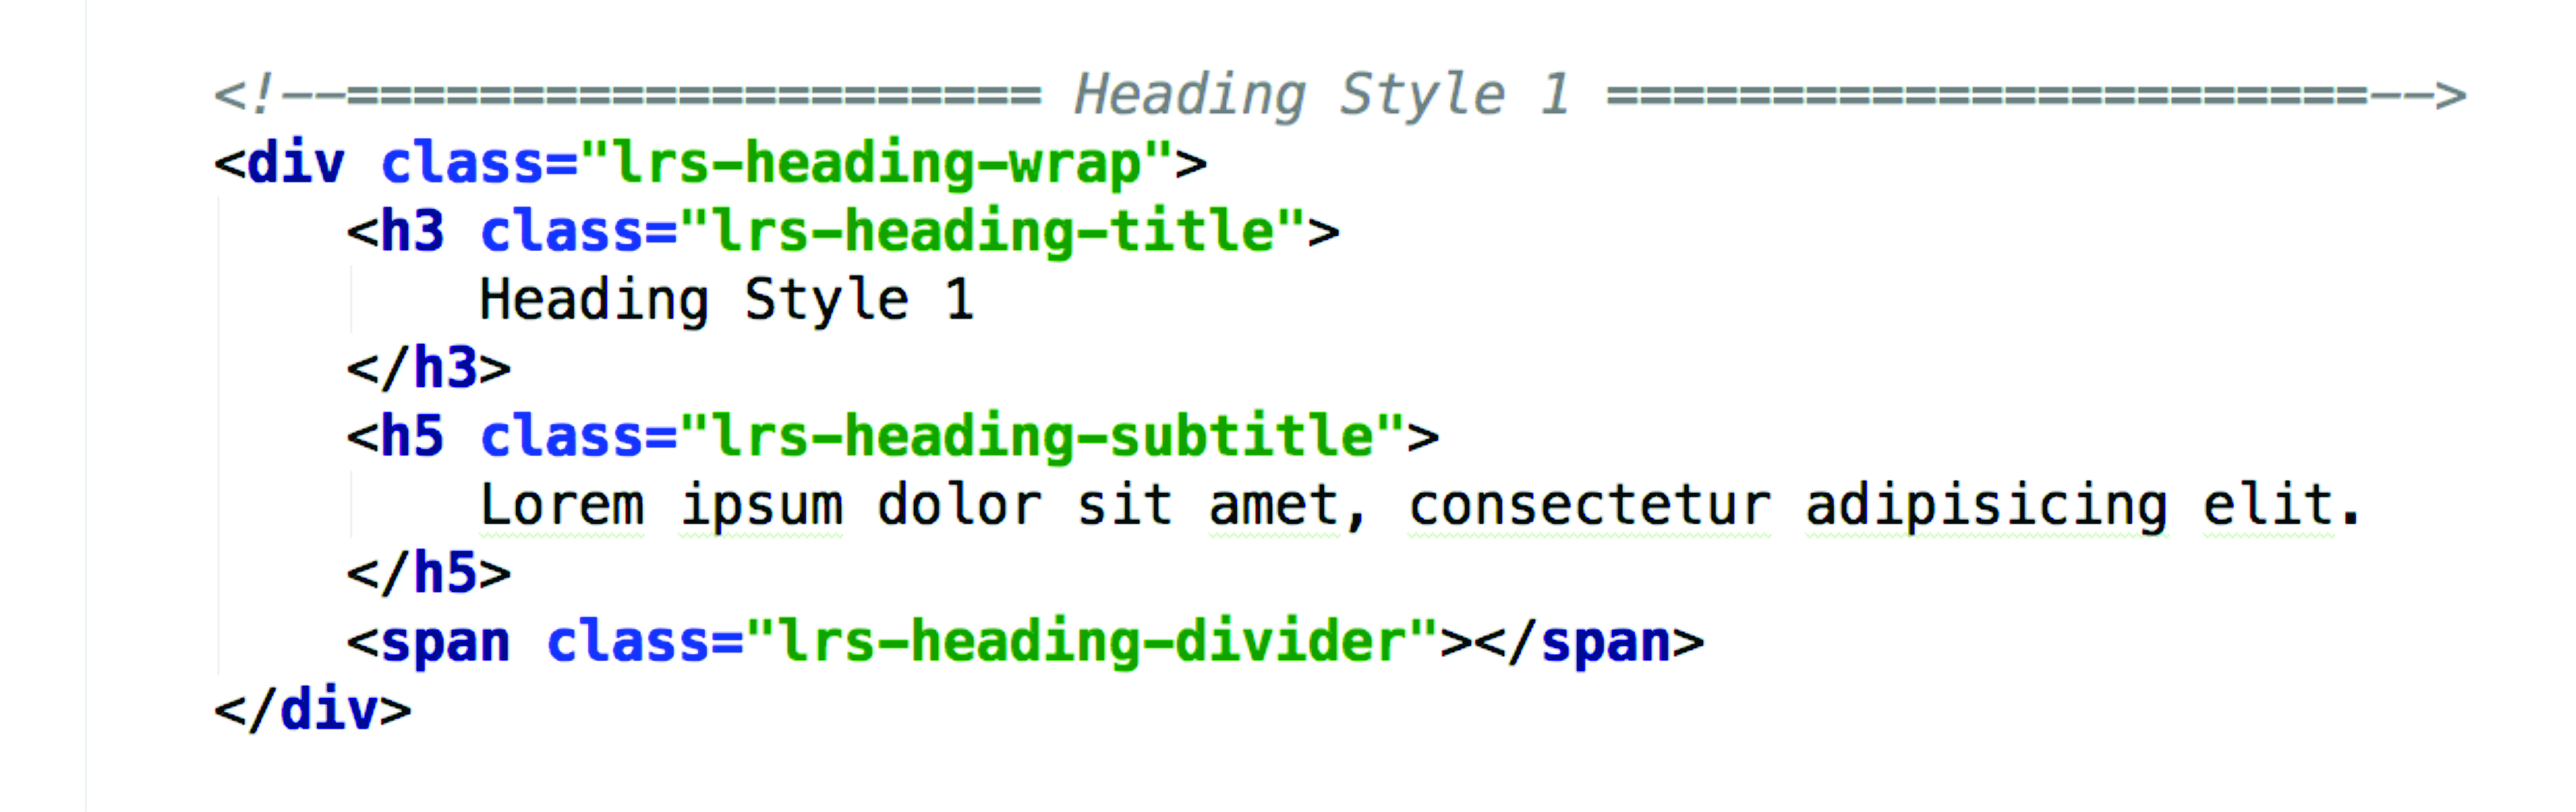 <!--===================== Heading Style 1 =======================-->
<div class="lrs-heading-wrap">
    <h3 class="lrs-heading-title">
        Heading Style 1
    </h3>
    <h5 class="lrs-heading-subtitle">
        Lorem ipsum dolor sit amet, consectetur adipisicing elit.
    </h5>
    <span class="lrs-heading-divider"></span>
</div>